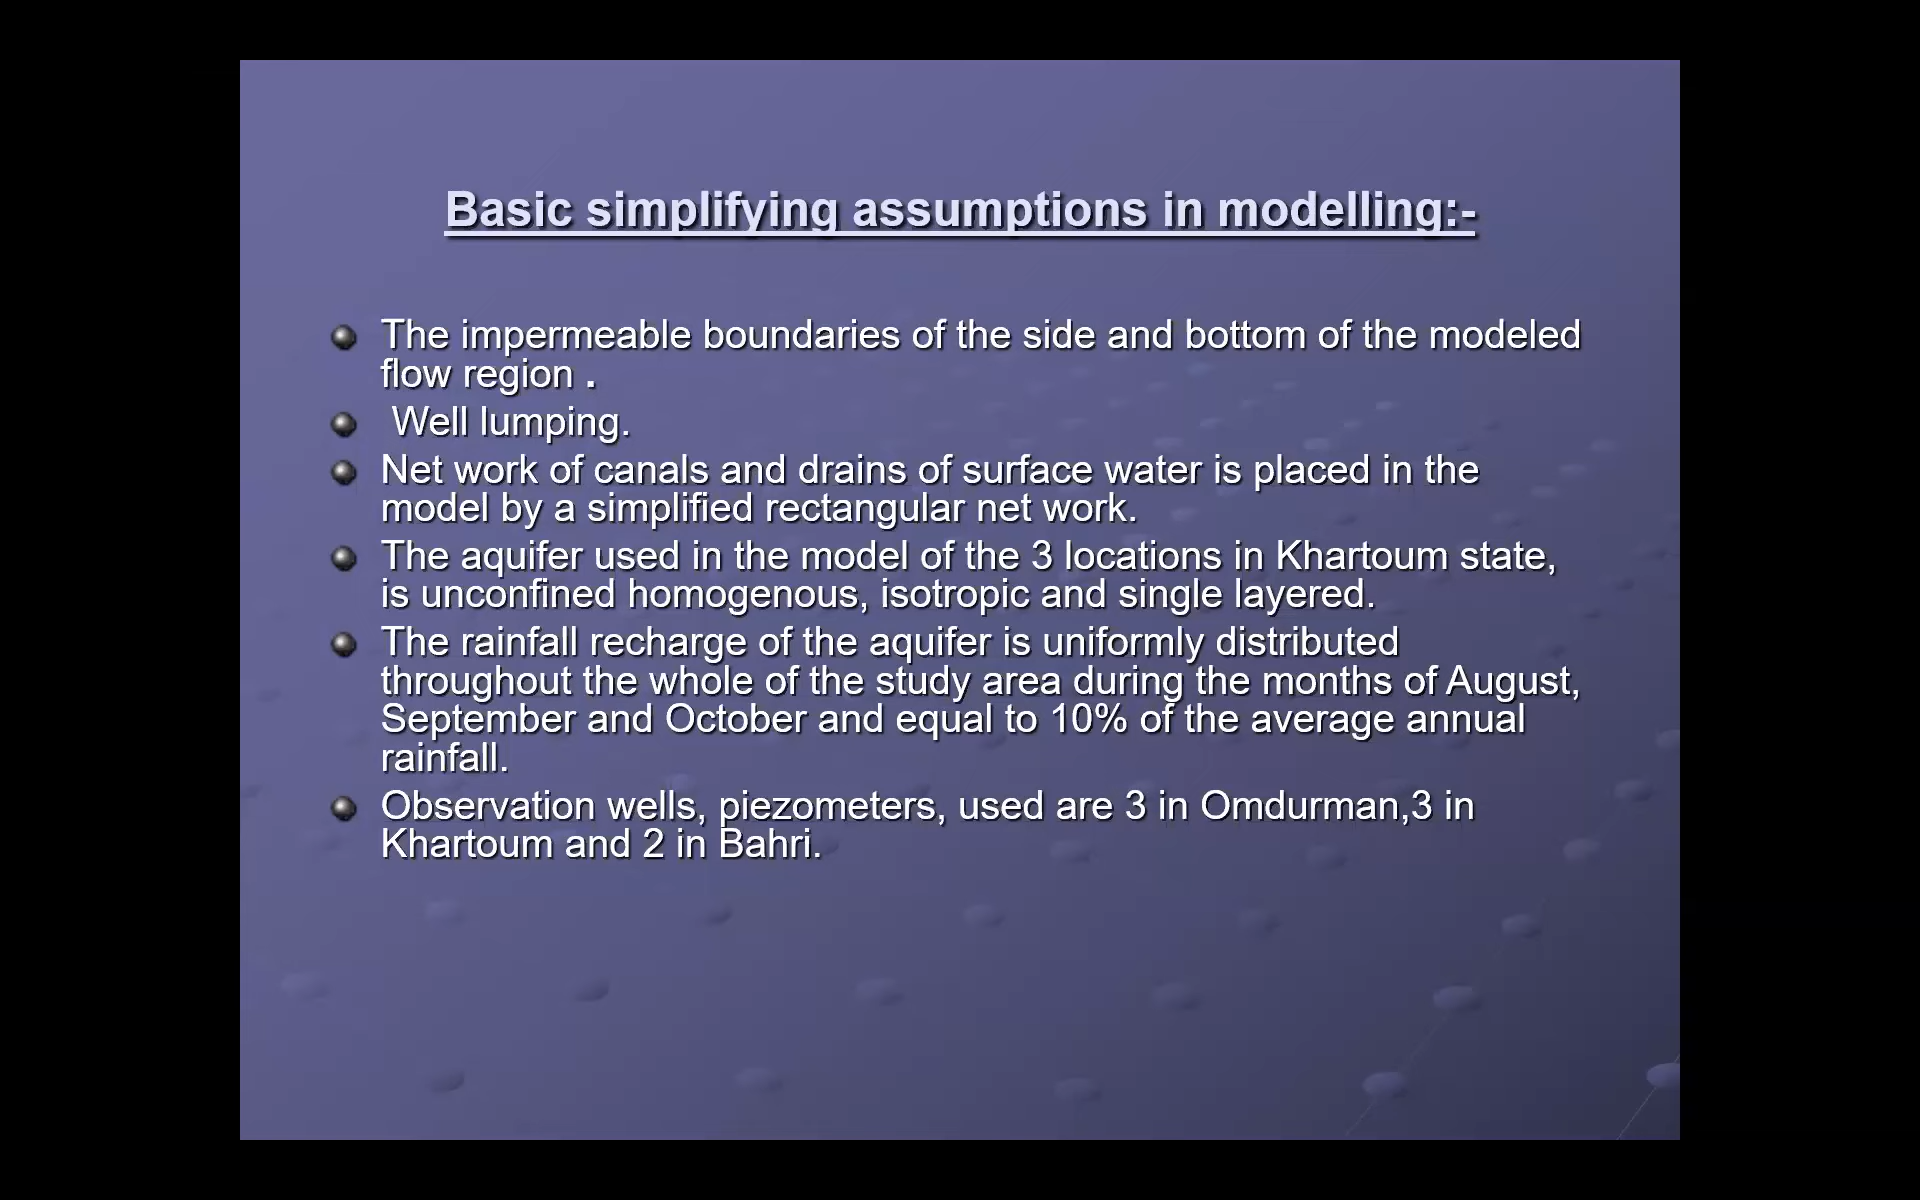 Basic simplifying assumptions in modelling:-
The impermeable boundaries of the side and bottom of the modeled
flow region .
Well lumping.
Net work of canals and drains of surface water is placed in the
model by a simplified rectangular net work.
The aquifer used in the model of the 3 locations in Khartoum state,
is unconfined homogenous, isotropic and single layered.
The rainfall recharge of the aquifer is uniformly distributed
throughout the whole of the study area during the months of August,
September and October and equal to 10% of the average annual
rainfall.
Observation wells, piezometers, used are 3 in Omdurman,3 in
Khartoum and 2 in Bahri.